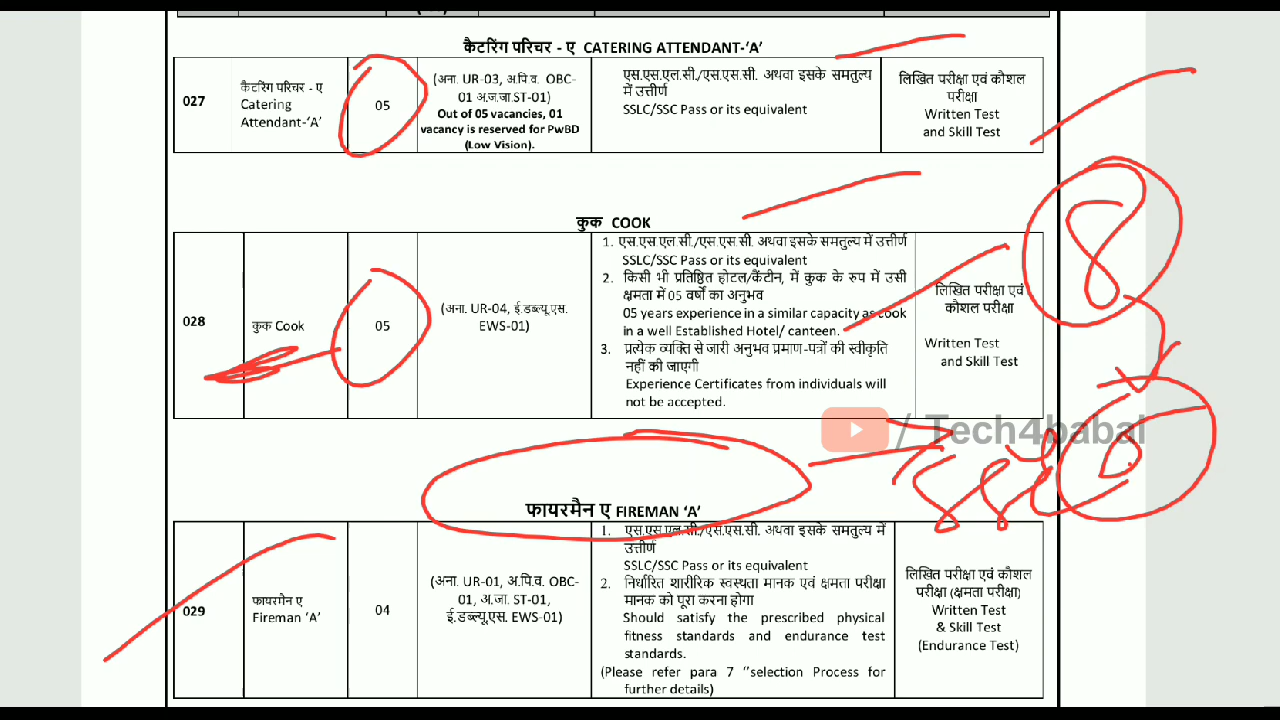 कैटरिंग परिचर - ए CATERING ATTENDANT-‘A’
027
कैटरिंग परिचर - ए
Catering
Attendant-‘A’
05
(अना. UR-03, अ.पि.व. OBC-
01 अ.ज.जा.ST-01)
Out of 05 vacancies, 01
vacancy is reserved for PwBD
(Low Vision).
एस.एस.एल.सी./एस.एस.सी. अथवा इसके समतुल्य
में उत्तीर्ण
SSLC/SSC Pass or its equivalent
लिखित परीक्षा एवं कौशल
परीक्षा
Written Test
and Skill Test
कुक COOK
028
कुक Cook
05
(अना. UR-04, ई.डब्ल्यू.एस.
EWS-01)
1. एस.एस एल.सी./एस.एस.सी. अथवा इसके समतुल्य में उत्तीर्ण
SSLC/SSC Pass or its equivalent
2. किसी भी प्रतिष्ठित होटल/कैंटीन, में कुक के रुप में उसी
क्षमता में 05 वर्षों का अनुभव
05 years experience in a similar capacity as cook
in a well Established Hotel/ canteen.
3. प्रत्येक व्यक्ति से जारी अनुभव प्रमाण-पत्रों की स्वीकृति
नहीं की जाएगी
Experience Certificates from individuals will
not be accepted.
लिखित परीक्षा एवं
कौशल परीक्षा
Written Test
and Skill Test
8
/ Tech4babai
फायरमैन ए FIREMAN ‘A’
029
फायरमैन ए
Fireman ‘A’
04
(अना. UR-01, अ.पि.व. OBC-
01, अ.जा. ST-01,
ई.डब्ल्यू.एस. EWS-01)
1. एस.एस.एल.सी./एस.एस.सी. अथवा इसके समतुल्य में
उत्तीर्ण
SSLC/SSC Pass or its equivalent
2. निर्धारित शारीरिक स्वस्थता मानक एवं क्षमता परीक्षा
मानक को पूरा करना होगा
Should satisfy the prescribed physical
fitness standards and endurance test
standards.
(Please refer para 7 “selection Process for
further details)
लिखित परीक्षा एवं कौशल
परीक्षा (क्षमता परीक्षा)
Written Test
& Skill Test
(Endurance Test)